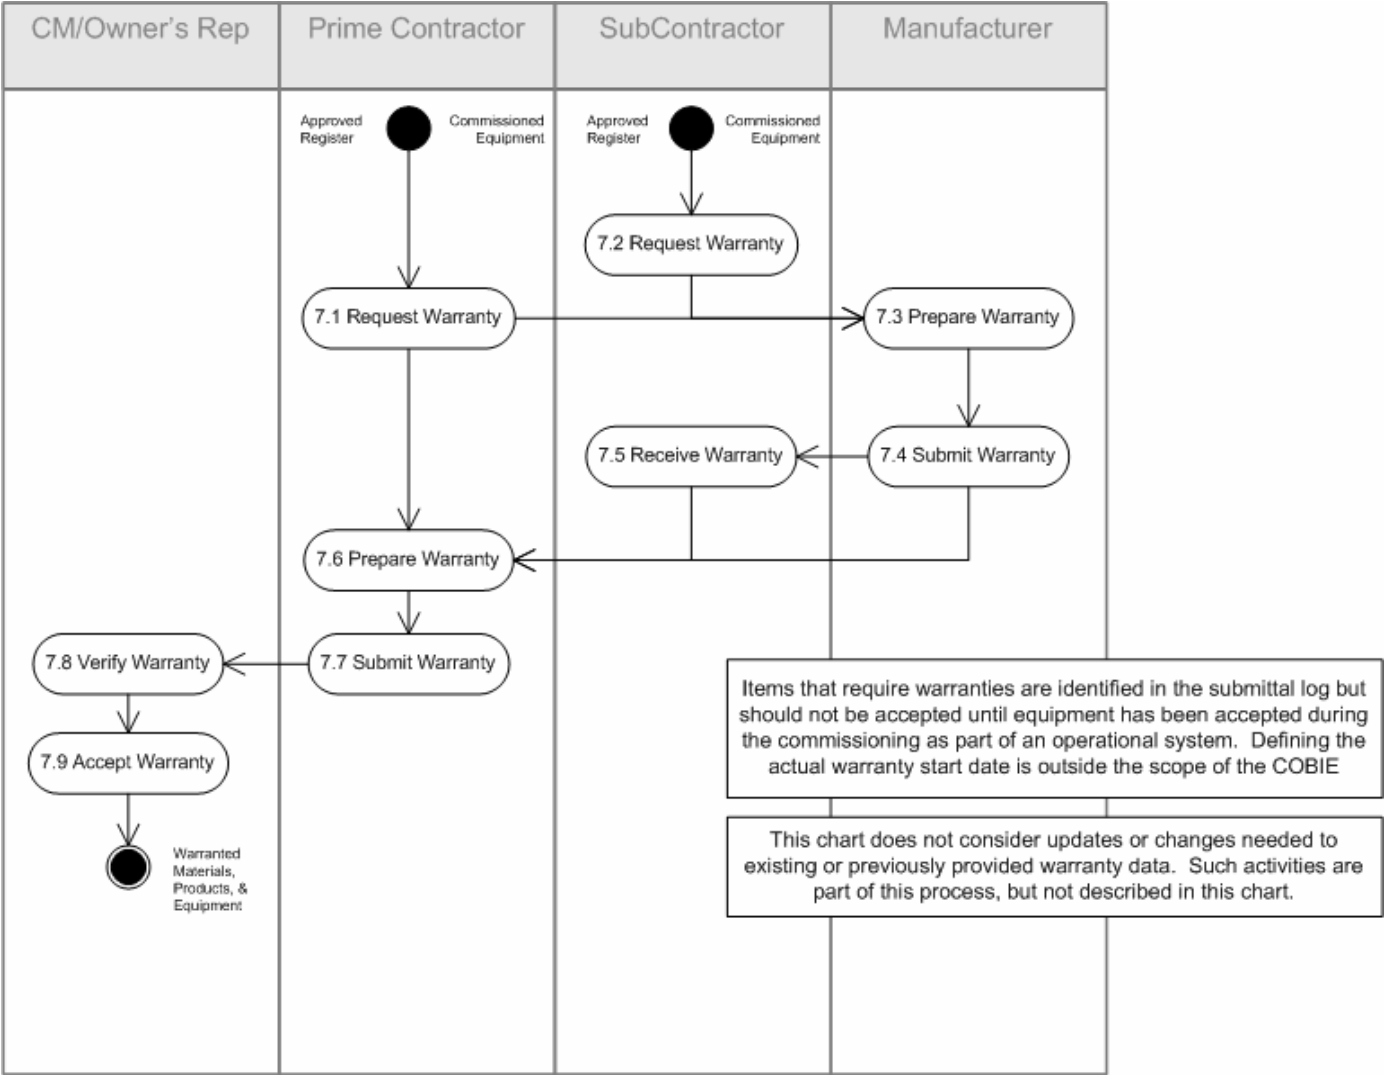 CM/Owner's Rep
Prime Contractor
SubContractor
Manufacturer
Approved
Register
Commissioned
Equipment
Approved
Register
Commissioned
Equipment
7.2 Request Warranty
7.1 Request Warranty
7.3 Prepare Warranty
7.5 Receive Warranty
7.4 Submit Warranty
7.6 Prepare Warranty
7.8 Verify Warranty
7.7 Submit Warranty
7.9 Accept Warranty
Warranted
Materials,
Products, &
Equipment
Items that require warranties are identified in the submittal log but
should not be accepted until equipment has been accepted during
the commissioning as part of an operational system.  Defining the
actual warranty start date is outside the scope of the COBIE
This chart does not consider updates or changes needed to
existing or previously provided warranty data.  Such activities are
part of this process, but not described in this chart.